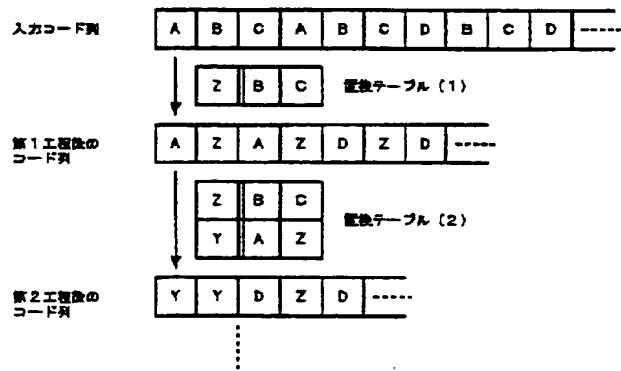 入力コード列 A B C A B C D B C D -----
Z B C 置換テーブル (1)
第1工程後の
コード列 A Z A Z D Z D -----
Z B C
Y A Z
置換テーブル (2)
第2工程後の
コード列 Y Y D Z D -----